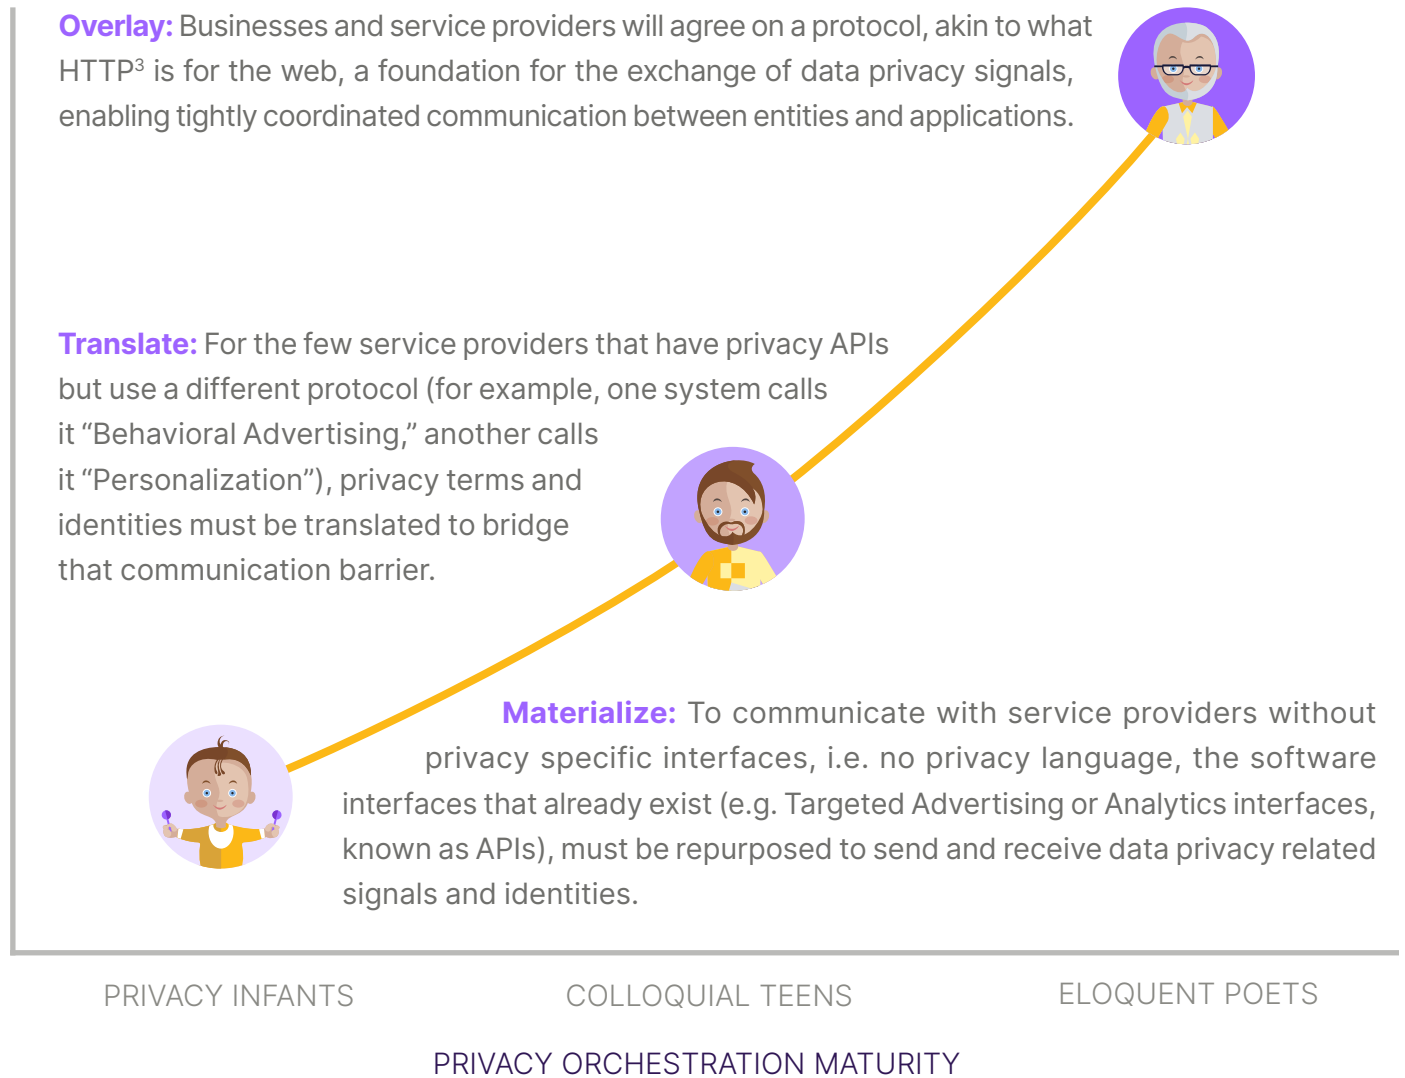 Overlay: Businesses and service providers will agree on a protocol, akin to what
HTTP³ is for the web, a foundation for the exchange of data privacy signals,
enabling tightly coordinated communication between entities and applications.
Translate: For the few service providers that have privacy APIs
but use a different protocol (for example, one system calls
it “Behavioral Advertising,” another calls
it “Personalization”), privacy terms and
identities must be translated to bridge
that communication barrier.
Materialize: To communicate with service providers without
privacy specific interfaces, i.e. no privacy language, the software
interfaces that already exist (e.g. Targeted Advertising or Analytics interfaces,
known as APIs), must be repurposed to send and receive data privacy related
signals and identities.
PRIVACY INFANTS
COLLOQUIAL TEENS
ELOQUENT POETS
PRIVACY ORCHESTRATION MATURITY